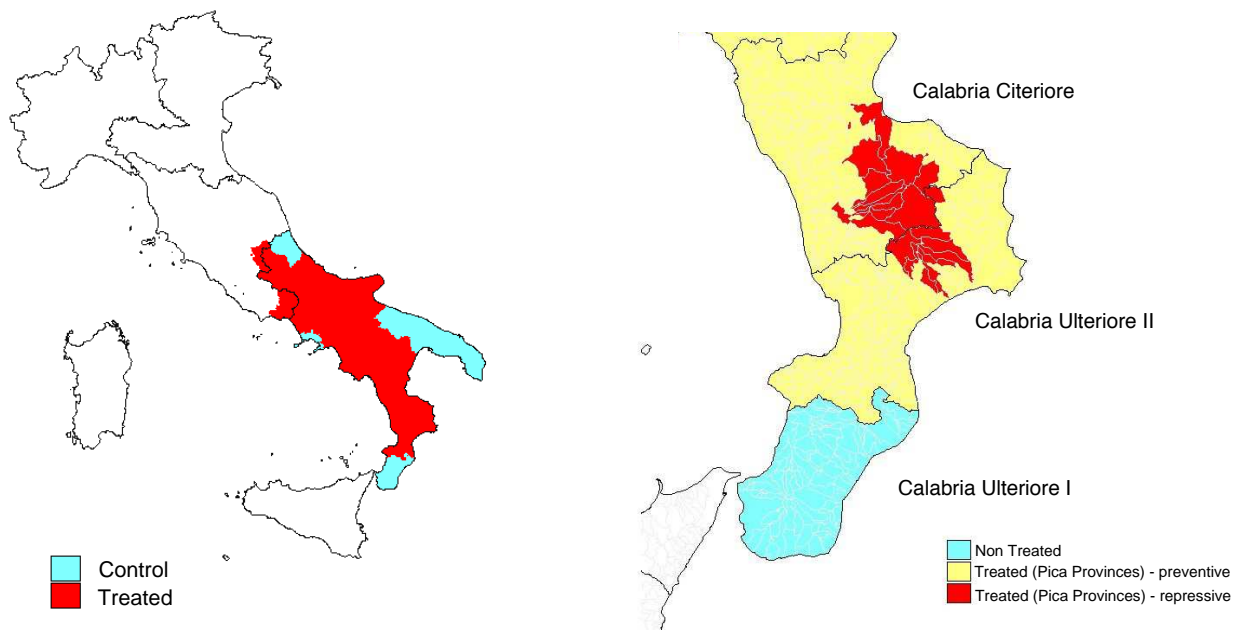 Control
Treated
Calabria Citeriore
Calabria Ulteriore II
Calabria Ulteriore I
Non Treated
Treated (Pica Provinces) - preventive
Treated (Pica Provinces) - repressive